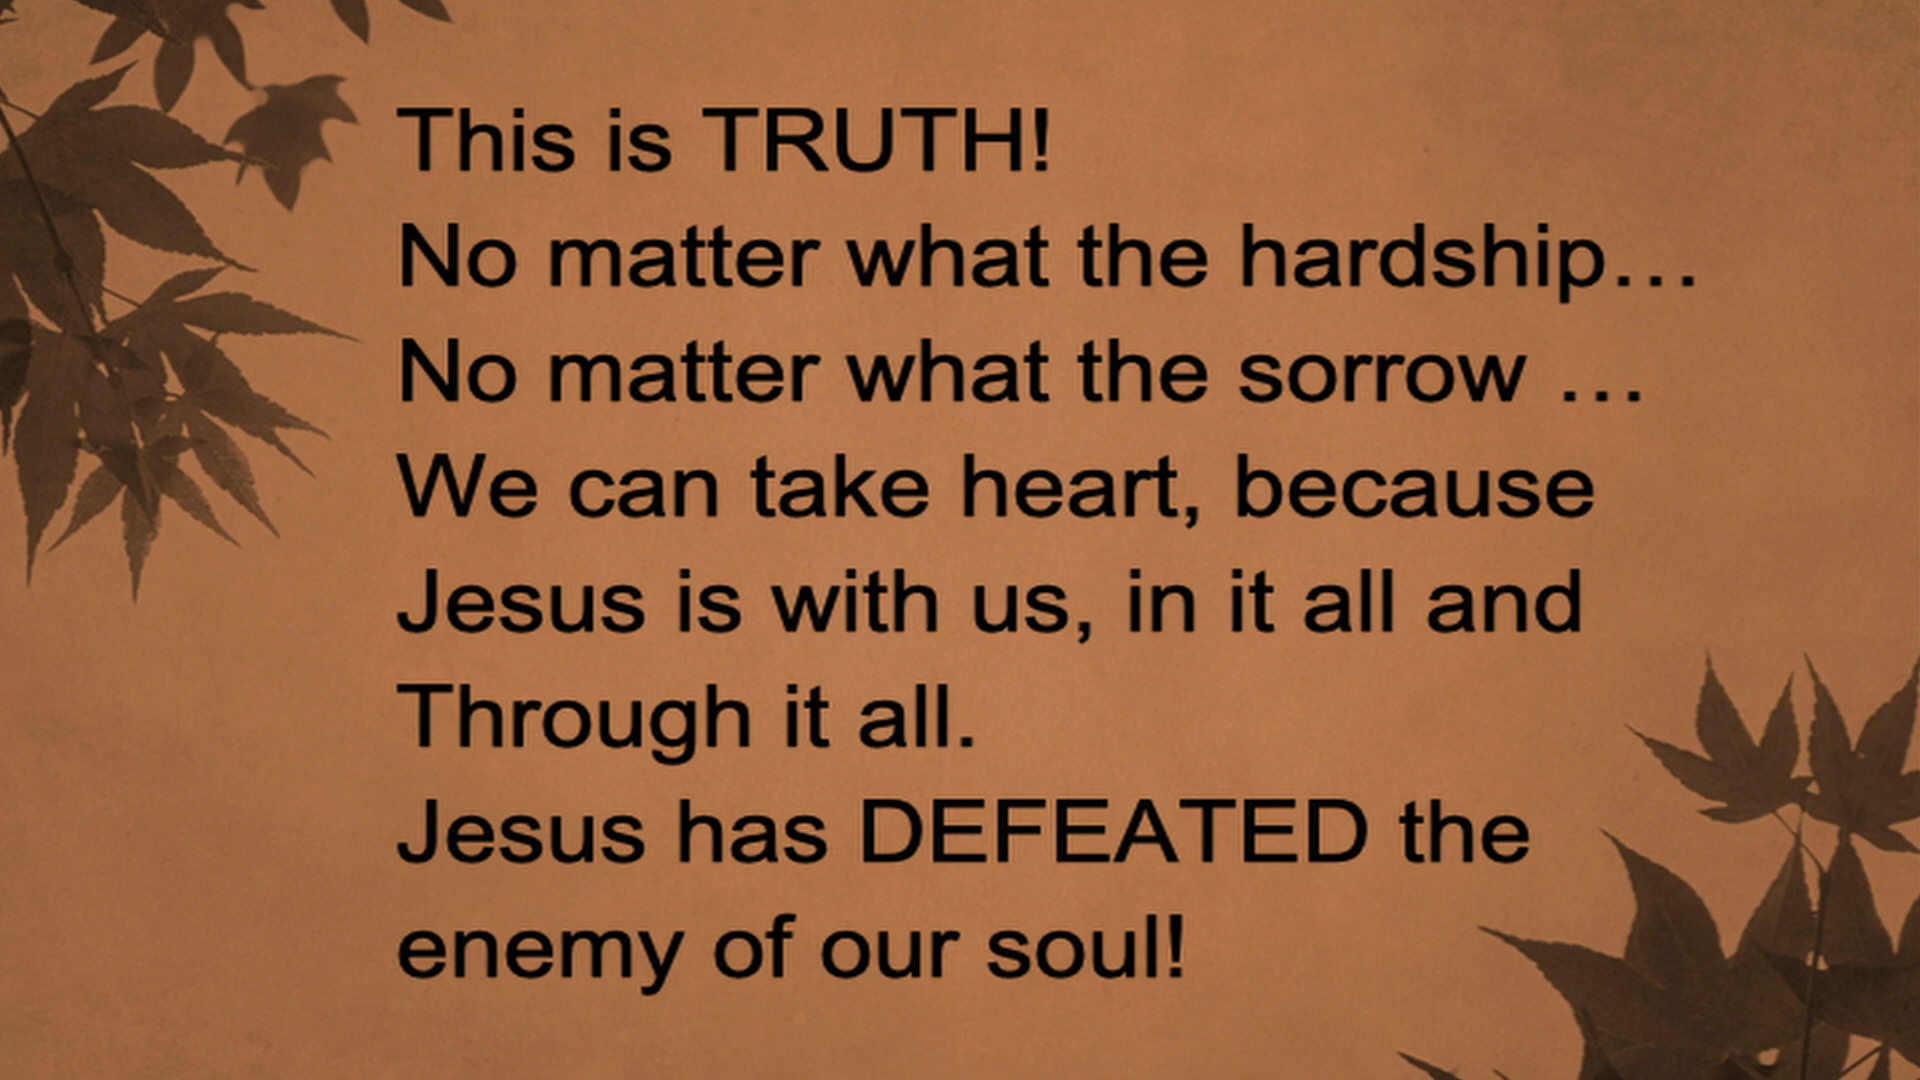 This is TRUTH!
No matter what the hardship…
No matter what the sorrow …
We can take heart, because
Jesus is with us, in it all and
Through it all.
Jesus has DEFEATED the
enemy of our soul!